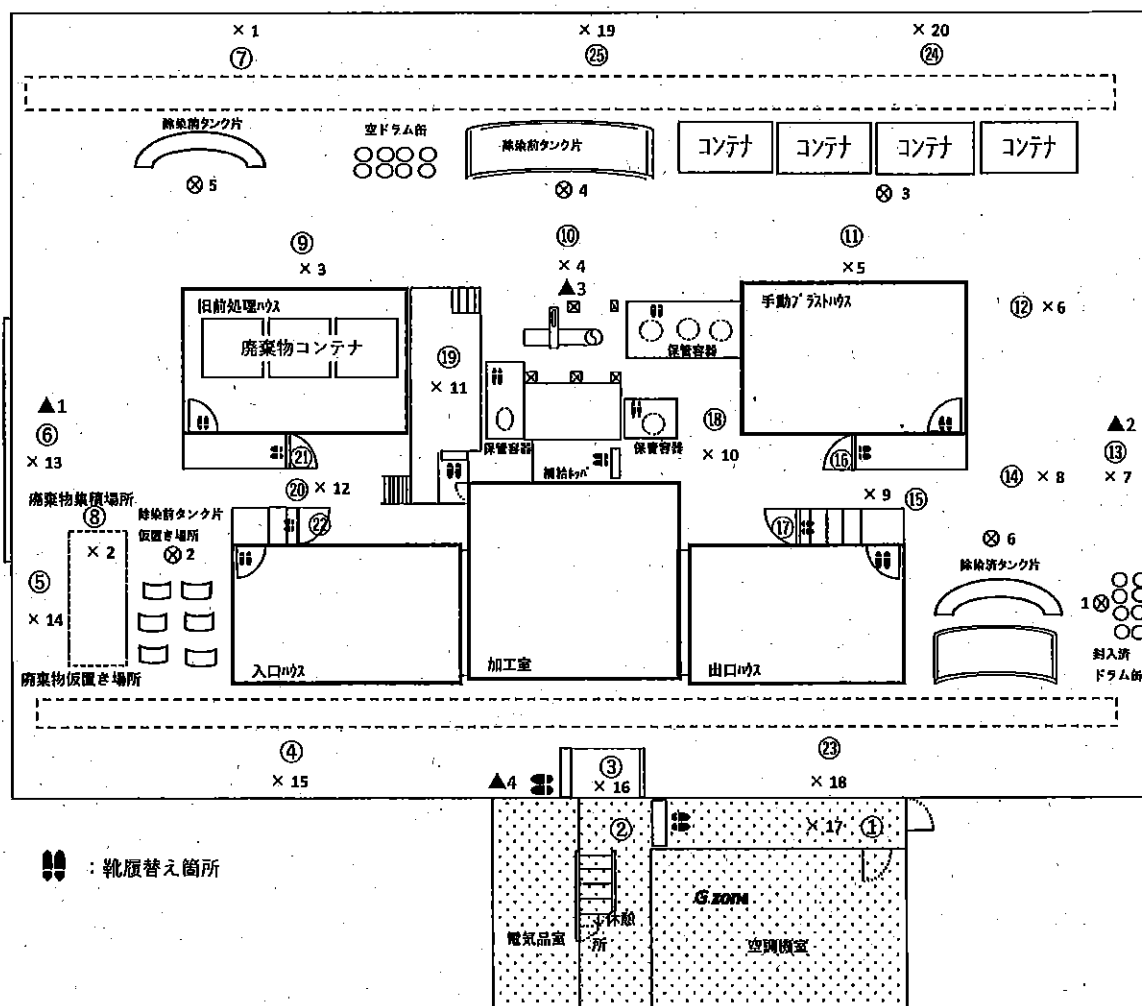 × 1
× 19
× 20
⑦
㉕
㉔
除染前タンク片
空ドラム缶
除染前タンク片
コンテナ
コンテナ
コンテナ
コンテナ
⊗ 5
⊗ 4
⊗ 3
⑨
⑩
⑪
× 3
× 4
× 5
▲3
旧前処理ハウス
手動ブラストハウス
⑫ × 6
廃棄物コンテナ
保管容器
⑲
× 11
▲1
⑥
× 13
⑱
× 10
▲2
⑬
× 7
保管容器
保管容器
㉑
⑯
⑭ × 8
⑳ × 12
× 9 ⑮
廃棄物集積場所
⑧
× 2
除染前タンク片
仮置き場所
⊗ 2
㉒
⑰
⊗ 6
除染済タンク片
⑤
× 14
1 ⊗
封入済
ドラム缶
廃棄物仮置き場所
入口ハウス
加工室
出口ハウス
④
× 15
▲4
③
× 16
㉓
× 18
②
× 17 ①
:靴履替え箇所
G zone
休憩
所
電気品室
空調機室